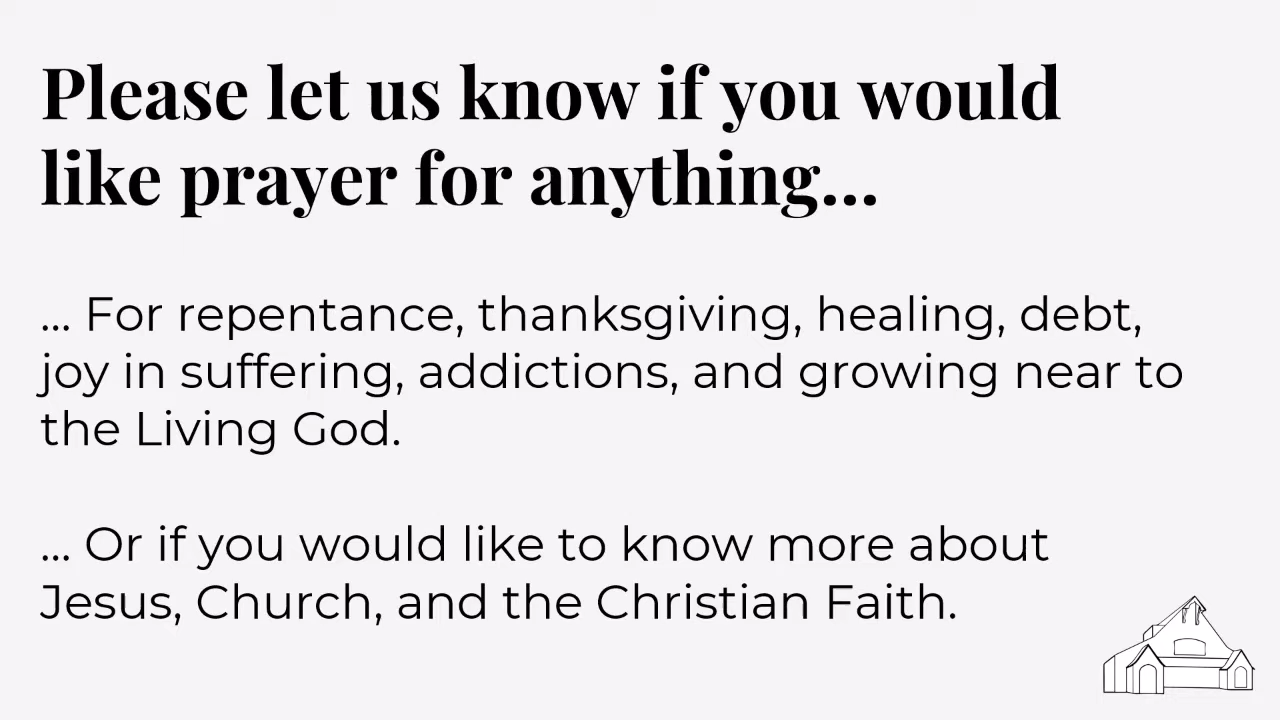 Please let us know if you would
like prayer for anything...
... For repentance, thanksgiving, healing, debt,
joy in suffering, addictions, and growing near to
the Living God.
... Or if you would like to know more about
Jesus, Church, and the Christian Faith.